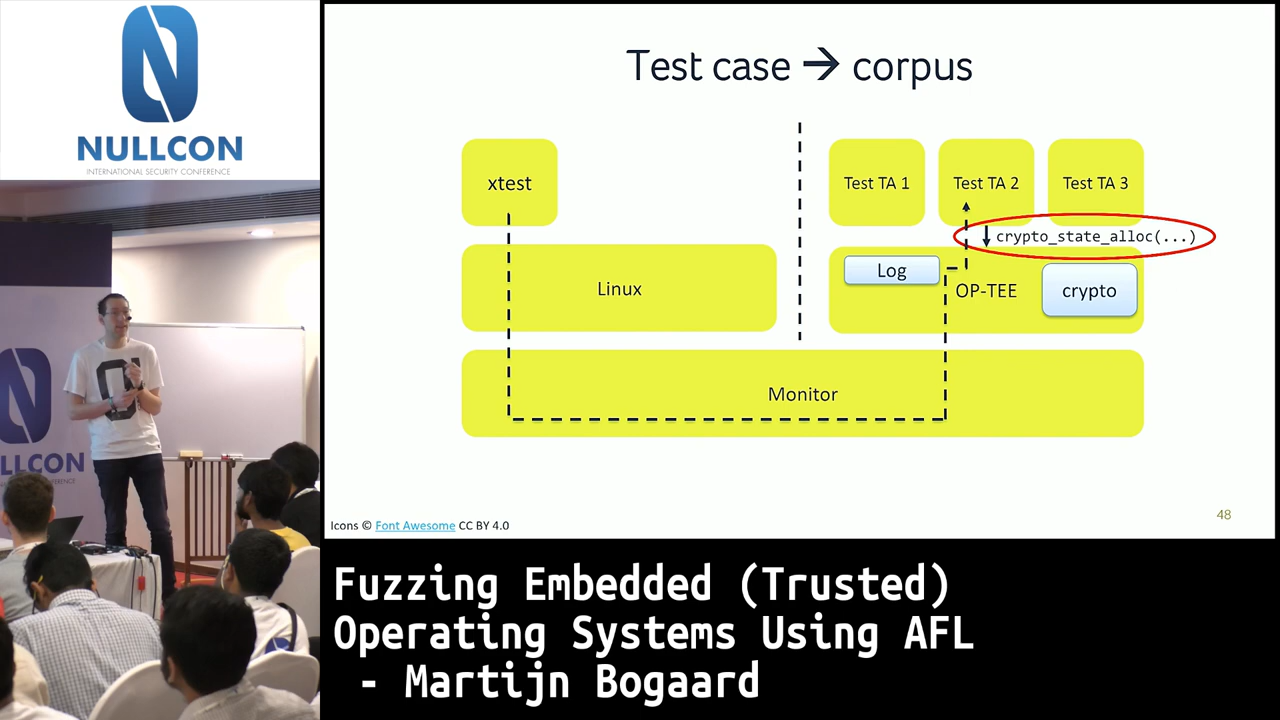 NULLCON
INTERNATIONAL SECURITY CONFERENCE
LLCON
Test case → corpus
xtest
Test TA 1
Test TA 2
Test TA 3
crypto_state_alloc(...)
Linux
Log
OP-TEE
crypto
Monitor
Icons © Font Awesome CC BY 4.0
48
Fuzzing Embedded (Trusted)
Operating Systems Using AFL
- Martijn Bogaard